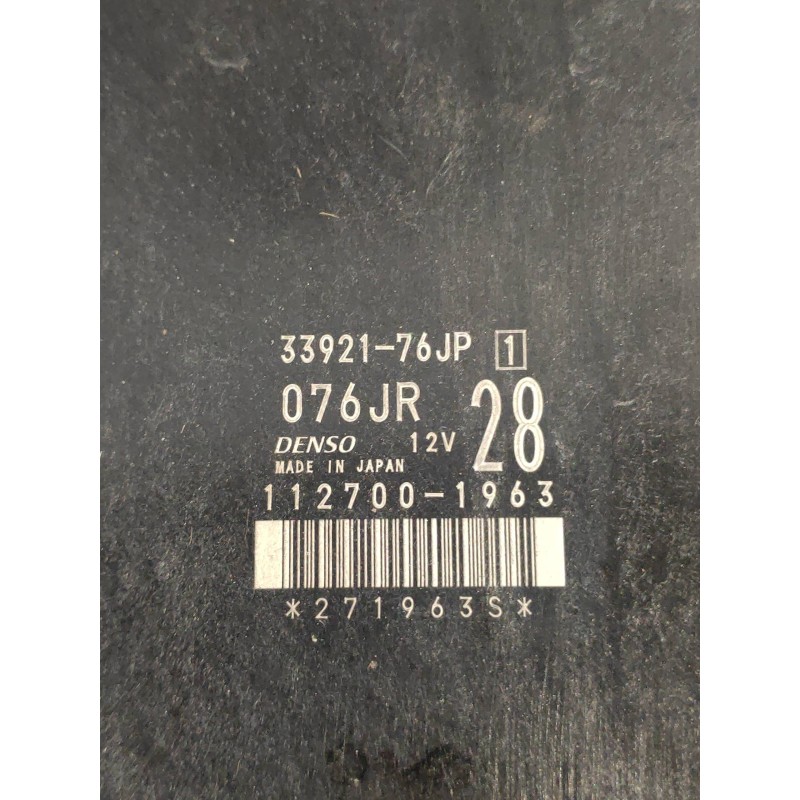 33921-76JP 1
076JR 28
DENSO 12V
MADE IN JAPAN
112700-1963
*271963S*